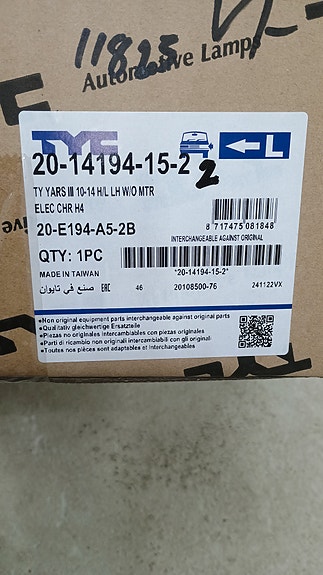 11825
Automotive Lamps
TYC
L
20-14194-15-2
2
TY YARS III 10-14 H/L LH W/O MTR
ELEC CHR H4
8 717475 081848
20-E194-A5-2B
INTERCHANGEABLE AGAINST ORIGINAL
QTY: 1PC
*20-14194-15-2*
MADE IN TAIWAN
صنع في تايوان EAC 46 20108500-76 241122VX
●Non original equipment parts interchangeable against original parts
●Qualitativ gleichwertige Ersatzteile
●Piezas no originales intercambiables con piezas originales
●Parti di ricambio non originali intercambiabili con gli originali
●Toutes nos pièces sont adaptables et interchangeables